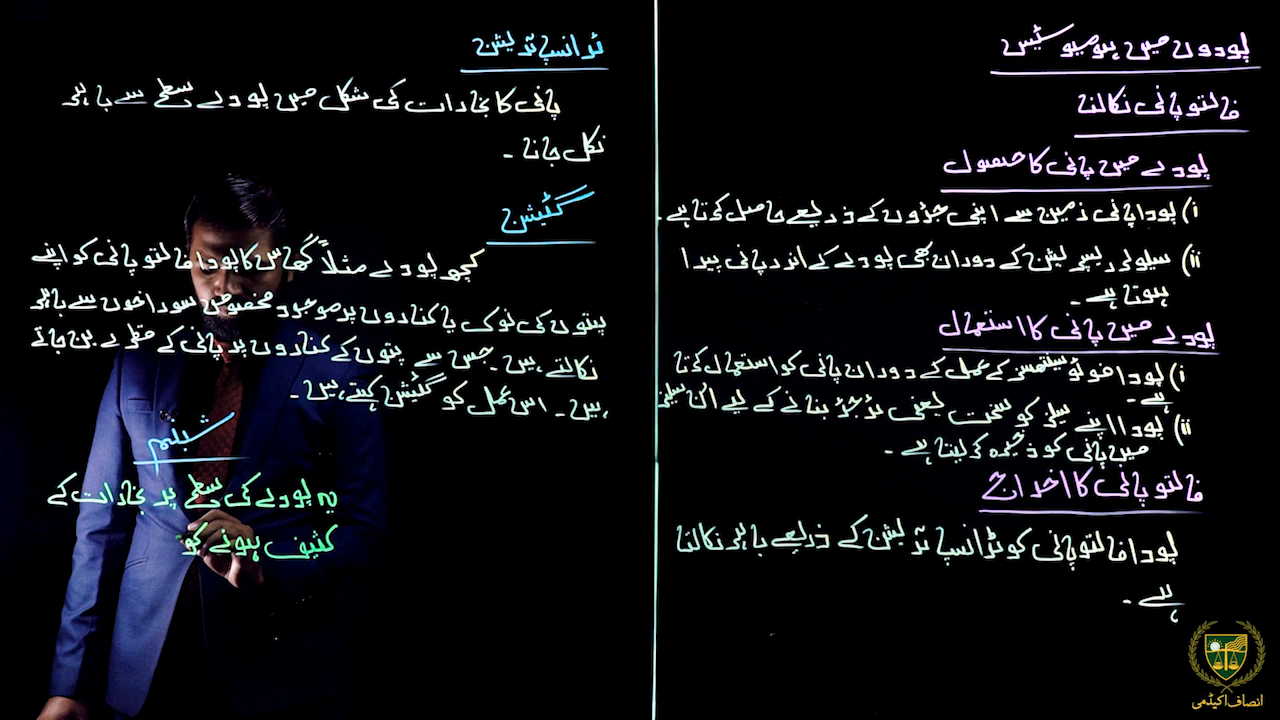 پودوں میں ہومیوسٹیسس
فالتو پانی نکالنا
پودے میں پانی کا حصول
i) پودا پانی زمین سے اپنی جڑوں کے ذریعے حاصل کرتا ہے۔
ii) سیلولر ریسپریشن کے دوران بھی پودے کے اندر پانی پیدا
ہوتا ہے۔
پودے میں پانی کا استعمال
i) پودا فوٹوسینتھسز کے عمل کے دوران پانی کو استعمال کرتا
ہے۔
ii) پودا اپنے سیلز کو سخت یعنی ٹرجڑ بنانے کے لیے ان سیلز
میں پانی کو ذخیرہ کر لیتا ہے۔
فالتو پانی کا اخراج
پودا فالتو پانی کو ٹرانسپائریشن کے ذریعے باہر نکالتا
ہے۔
ٹرانسپائریشن
پانی کا بخارات کی شکل میں پودے سطح سے باہر
نکل جانا۔
گٹیشن
کچھ پودے مثلاً گھاس کا پودا فالتو پانی کو اپنے
پتوں کی نوک یا کناروں پر موجود مخصوص سوراخوں سے باہر
نکالتے ہیں۔ جس سے پتوں کے کناروں پر پانی کے قطرے بن جاتے
ہیں۔ اس عمل کو گٹیشن کہتے ہیں۔
شبنم
یہ پودے کی سطح پر بخارات کے
کثیف ہونے کو
انصاف اکیڈمی